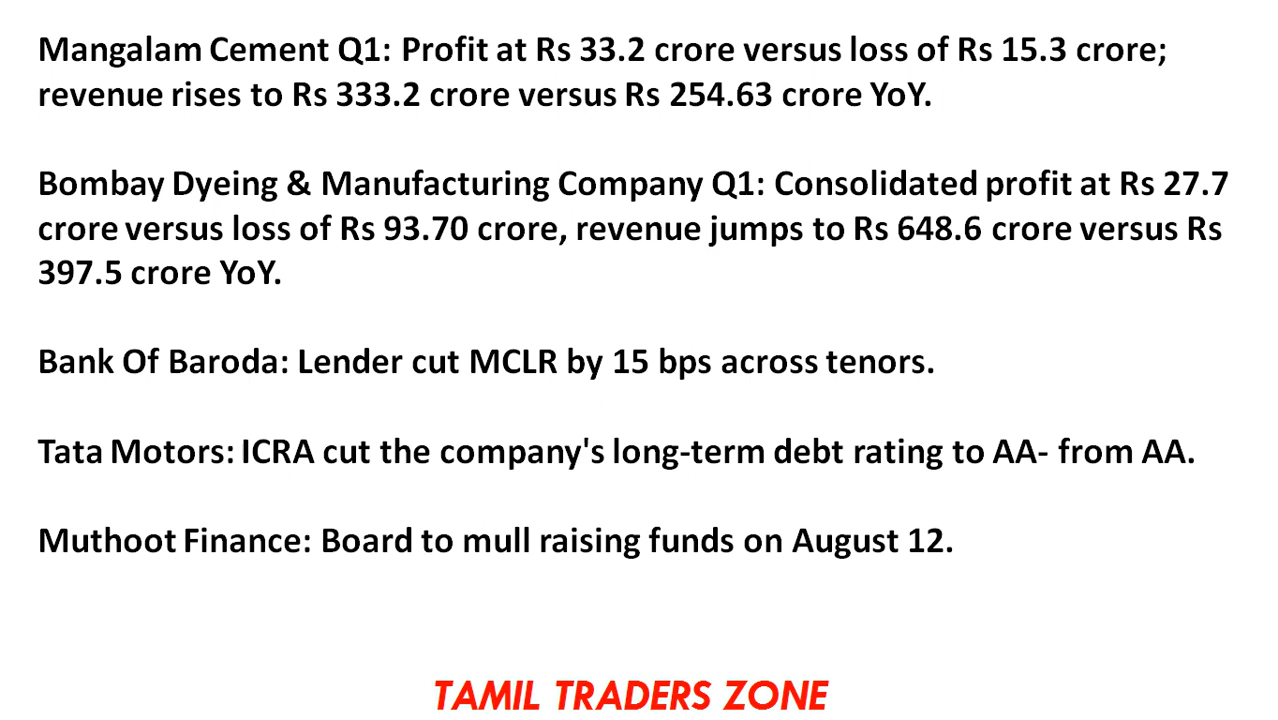 Mangalam Cement Q1: Profit at Rs 33.2 crore versus loss of Rs 15.3 crore;
revenue rises to Rs 333.2 crore versus Rs 254.63 crore YoY.
Bombay Dyeing & Manufacturing Company Q1: Consolidated profit at Rs 27.7
crore versus loss of Rs 93.70 crore, revenue jumps to Rs 648.6 crore versus Rs
397.5 crore YoY.
Bank Of Baroda: Lender cut MCLR by 15 bps across tenors.
Tata Motors: ICRA cut the company's long-term debt rating to AA- from AA.
Muthoot Finance: Board to mull raising funds on August 12.
TAMIL TRADERS ZONE